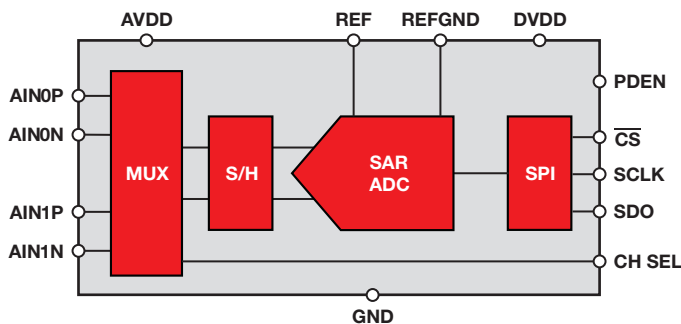 AVDD
REF
REFGND
DVDD
AIN0P
AIN0N
AIN1P
AIN1N
MUX
S/H
SAR
ADC
SPI
PDEN
CS
SCLK
SDO
CH SEL
GND